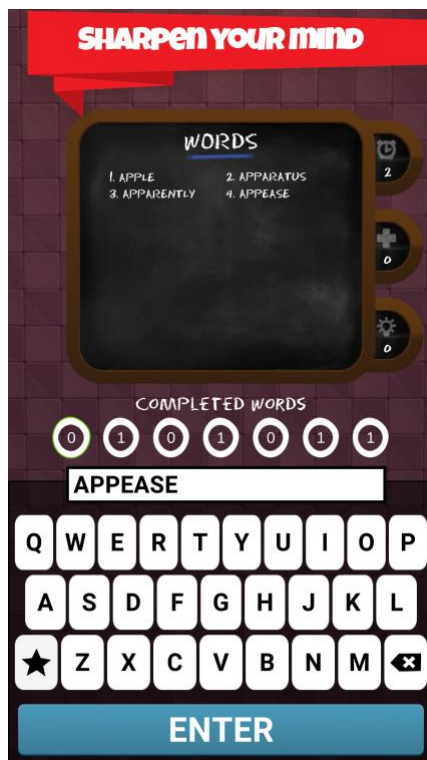 SHARPEN YOUR MIND
WORDS
1. APPLE 2. APPARATUS
3. APPARENTLY 4. APPEASE
2
0
0
COMPLETED WORDS
0 1 0 1 0 1 1
APPEASE
Q W E R T Y U I O P
A S D F G H J K L
Z X C V B N M
ENTER